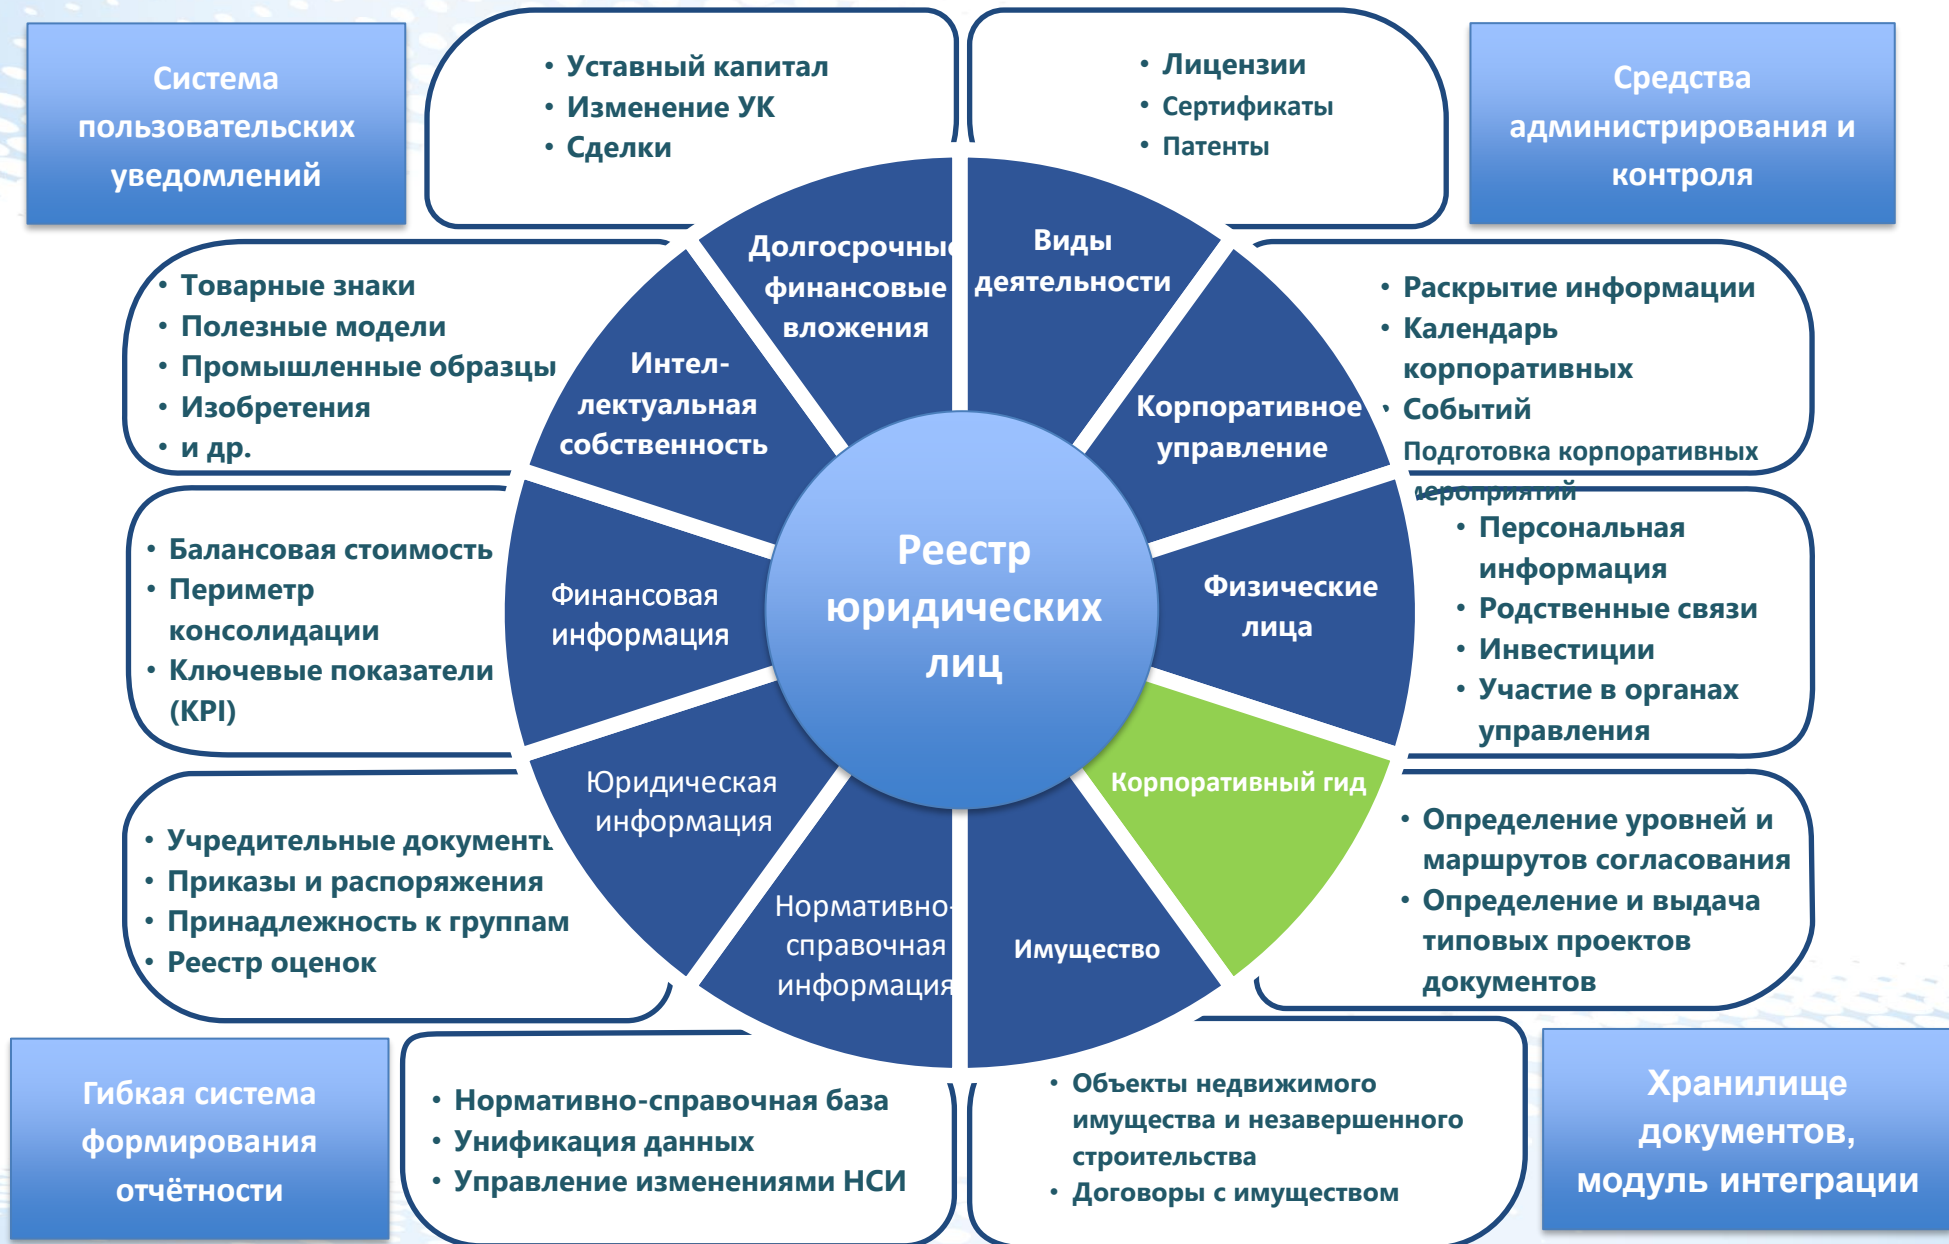 Система
пользовательских
уведомлений
• Уставный капитал
• Изменение УК
• Сделки
• Лицензии
• Сертификаты
• Патенты
Средства
администрирования и
контроля
• Товарные знаки
• Полезные модели
• Промышленные образцы
• Изобретения
• и др.
Долгосрочные
финансовые
вложения
Виды
деятельности
• Раскрытие информации
• Календарь
корпоративных
• Событий
Подготовка корпоративных
мероприятий
Интел-
лектуальная
собственность
Корпоративное
управление
• Балансовая стоимость
• Периметр
консолидации
• Ключевые показатели
(KPI)
Финансовая
информация
Реестр
юридических
лиц
Физические
лица
• Персональная
информация
• Родственные связи
• Инвестиции
• Участие в органах
управления
• Учредительные документы
• Приказы и распоряжения
• Принадлежность к группам
• Реестр оценок
Юридическая
информация
Корпоративный гид
• Определение уровней и
маршрутов согласования
• Определение и выдача
типовых проектов
документов
Нормативно-
справочная
информация
Имущество
Гибкая система
формирования
отчётности
• Нормативно-справочная база
• Унификация данных
• Управление изменениями НСИ
• Объекты недвижимого
имущества и незавершенного
строительства
• Договоры с имуществом
Хранилище
документов,
модуль интеграции